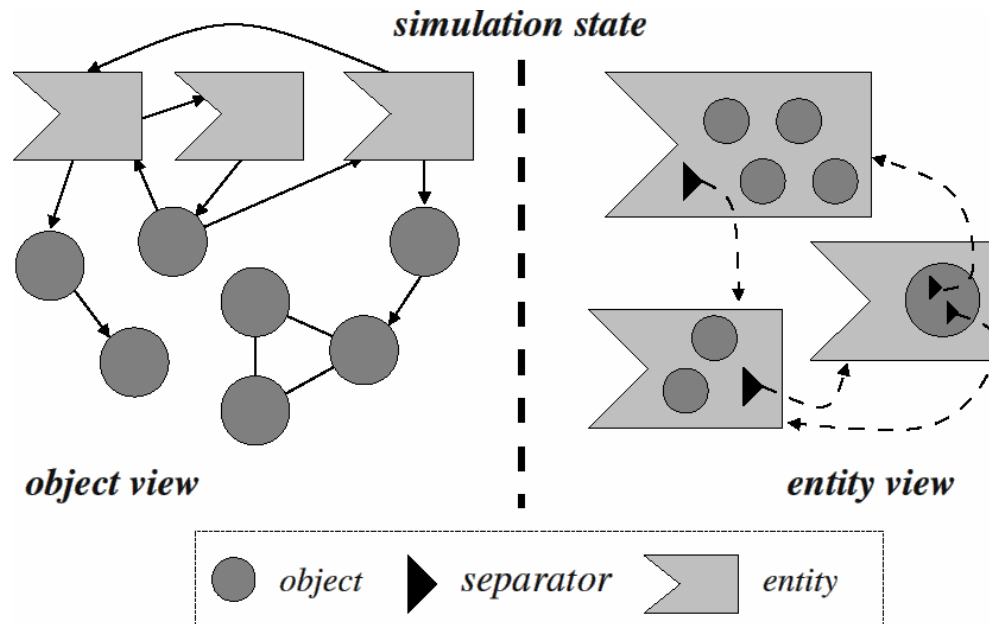 simulation state
object view
entity view
object
separator
entity